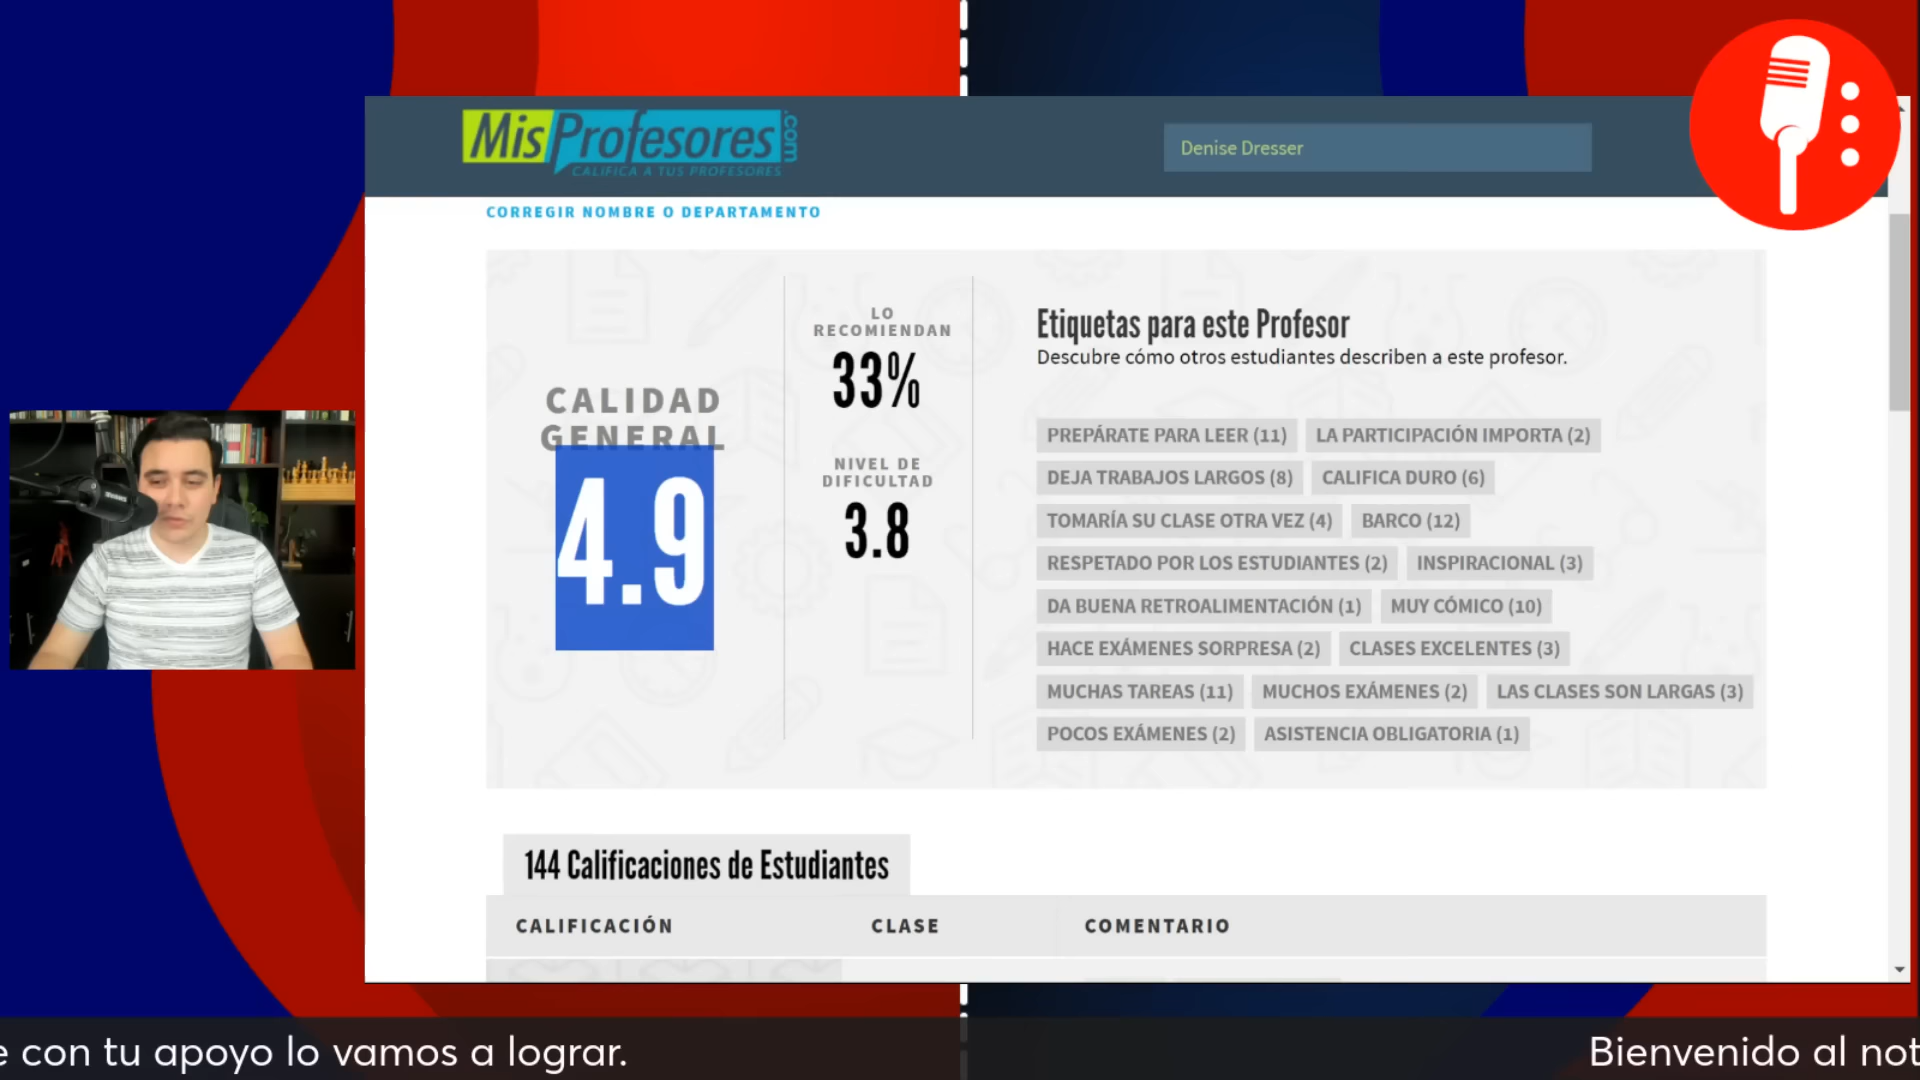 MisProfesores.com
CALIFICA A TUS PROFESORES
Denise Dresser
CORREGIR NOMBRE O DEPARTAMENTO
CALIDAD
GENERAL
4.9
LO
RECOMIENDAN
33%
NIVEL DE
DIFICULTAD
3.8
Etiquetas para este Profesor
Descubre cómo otros estudiantes describen a este profesor.
PREPÁRATE PARA LEER (11) LA PARTICIPACIÓN IMPORTA (2)
DEJA TRABAJOS LARGOS (8) CALIFICA DURO (6)
TOMARÍA SU CLASE OTRA VEZ (4) BARCO (12)
RESPETADO POR LOS ESTUDIANTES (2) INSPIRACIONAL (3)
DA BUENA RETROALIMENTACIÓN (1) MUY CÓMICO (10)
HACE EXÁMENES SORPRESA (2) CLASES EXCELENTES (3)
MUCHAS TAREAS (11) MUCHOS EXÁMENES (2) LAS CLASES SON LARGAS (3)
POCOS EXÁMENES (2) ASISTENCIA OBLIGATORIA (1)
144 Calificaciones de Estudiantes
CALIFICACIÓN CLASE COMENTARIO
e con tu apoyo lo vamos a lograr. Bienvenido al not